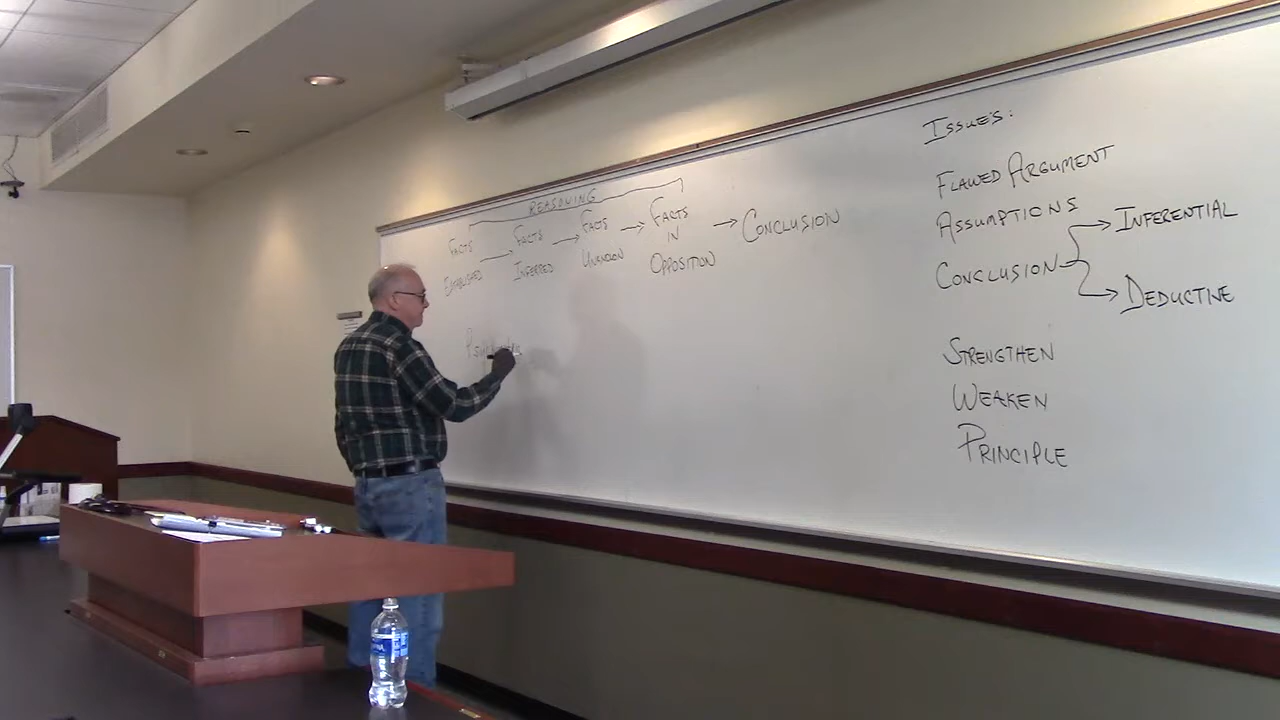 REASONING
FACTS → FACTS → FACTS → FACTS → CONCLUSION
ESTABLISHED INFERRED UNKNOWN IN
OPPOSITION
ISSUES:
FLAWED ARGUMENT
ASSUMPTIONS
CONCLUSION → INFERENTIAL
→ DEDUCTIVE
STRENGTHEN
WEAKEN
PRINCIPLE